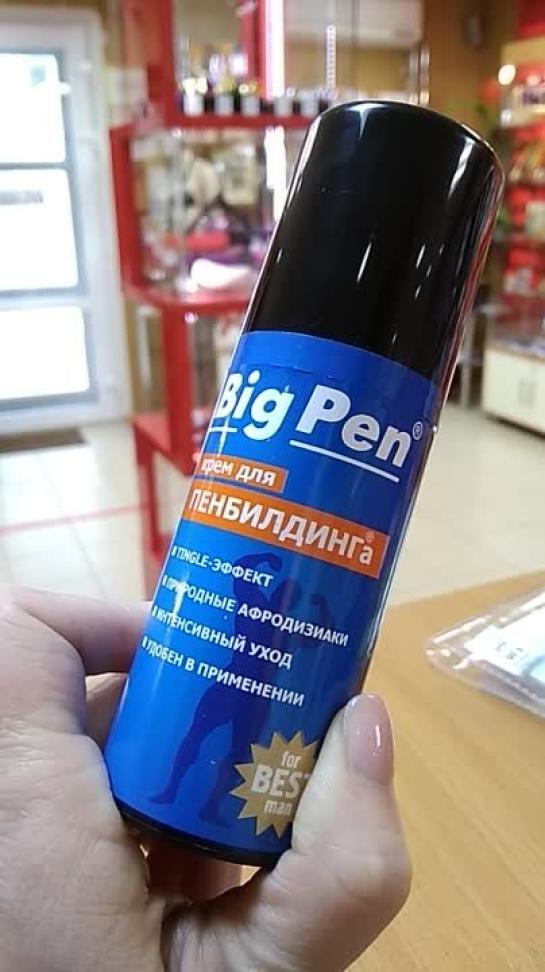 Big Pen®
крем для
ПЕНБИЛДИНГа®
TINGLE-ЭФФЕКТ
ПРИРОДНЫЕ АФРОДИЗИАКИ
ИНТЕНСИВНЫЙ УХОД
УДОБЕН В ПРИМЕНЕНИИ
for
BEST
man